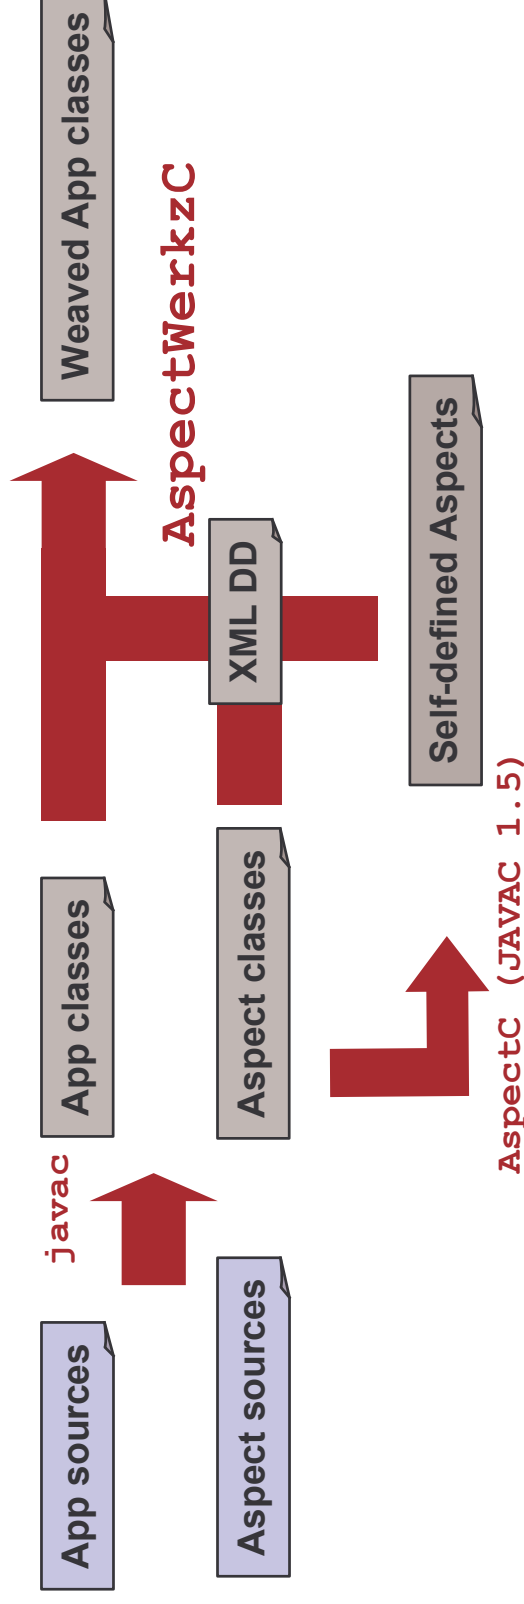 App sources
javac
App classes
Weaved App classes
AspectWerkzC
Aspect sources
Aspect classes
XML DD
Self-defined Aspects
AspectC (JAVAC 1.5)